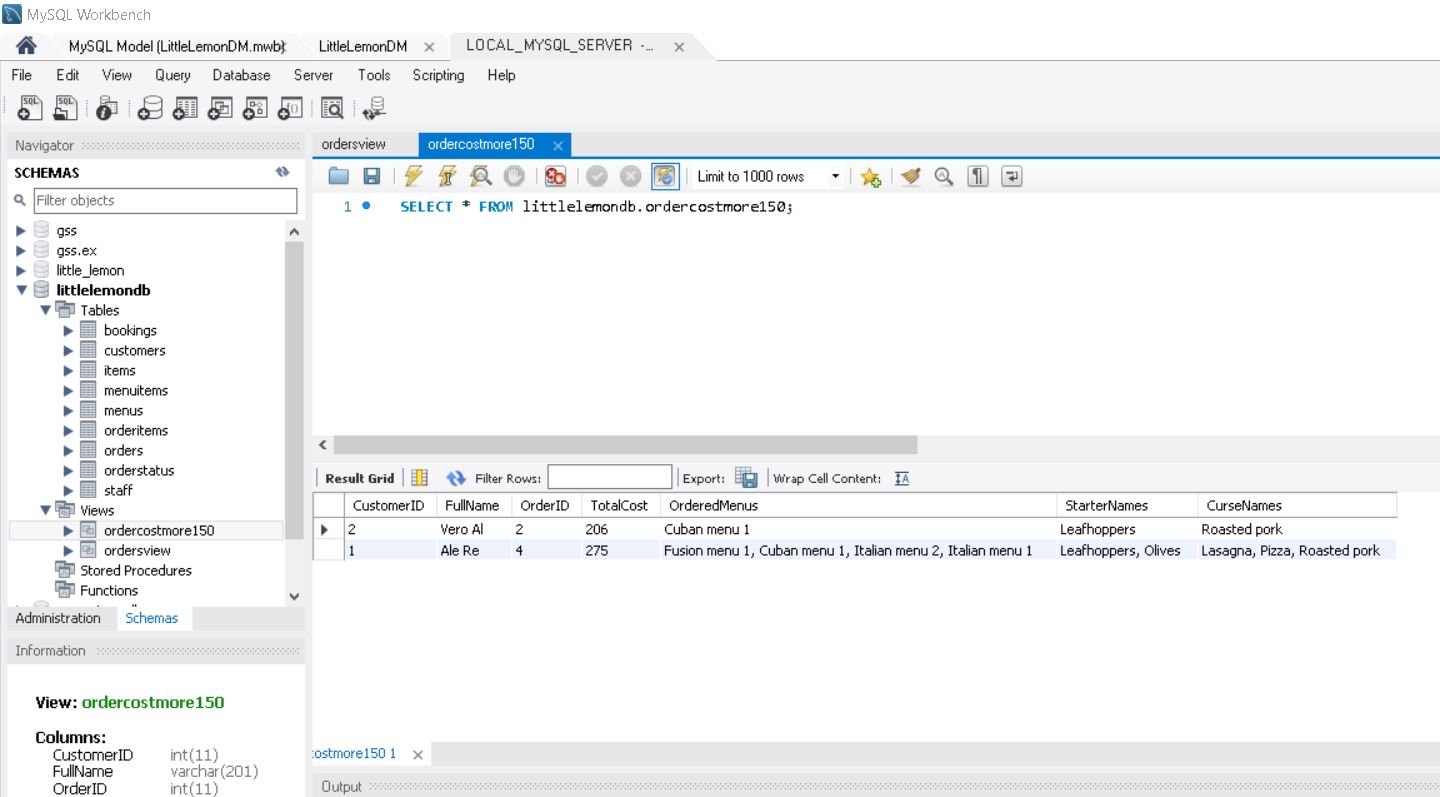 MySQL Workbench
MySQL Model (LittleLemonDM.mwb)
LittleLemonDM
LOCAL_MYSQL_SERVER -...
File Edit View Query Database Server Tools Scripting Help
Navigator
SCHEMAS
Filter objects
gss
gss.ex
little_lemon
littlelemondb
Tables
bookings
customers
items
menuitems
menus
orderitems
orders
orderstatus
staff
Views
ordercostmore150
ordersview
Stored Procedures
Functions
Administration Schemas
Information
View: ordercostmore150
Columns:
CustomerID int(11)
FullName varchar(201)
OrderID int(11)
ordersview ordercostmore150
Limit to 1000 rows
1 SELECT * FROM littlelemondb.ordercostmore150;
Result Grid Filter Rows: Export: Wrap Cell Content:
CustomerID FullName OrderID TotalCost OrderedMenus StarterNames CurseNames
2 Vero Al 2 206 Cuban menu 1 Leafhoppers Roasted pork
1 Ale Re 4 275 Fusion menu 1, Cuban menu 1, Italian menu 2, Italian menu 1 Leafhoppers, Olives Lasagna, Pizza, Roasted pork
costmore150 1
Output